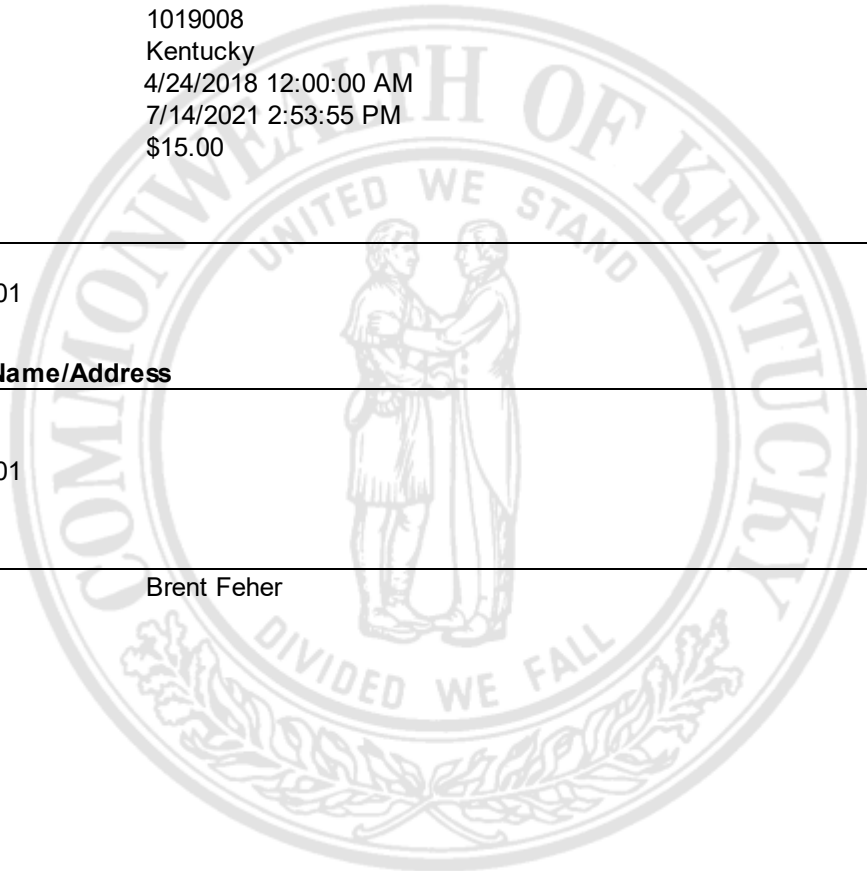 1019008
Kentucky
4/24/2018 12:00:00 AM
7/14/2021 2:53:55 PM
$15.00
COMMONWEALTH OF KENTUCKY
UNITED WE STAND
01
Name/Address
01
Brent Feher
DIVIDED WE FALL